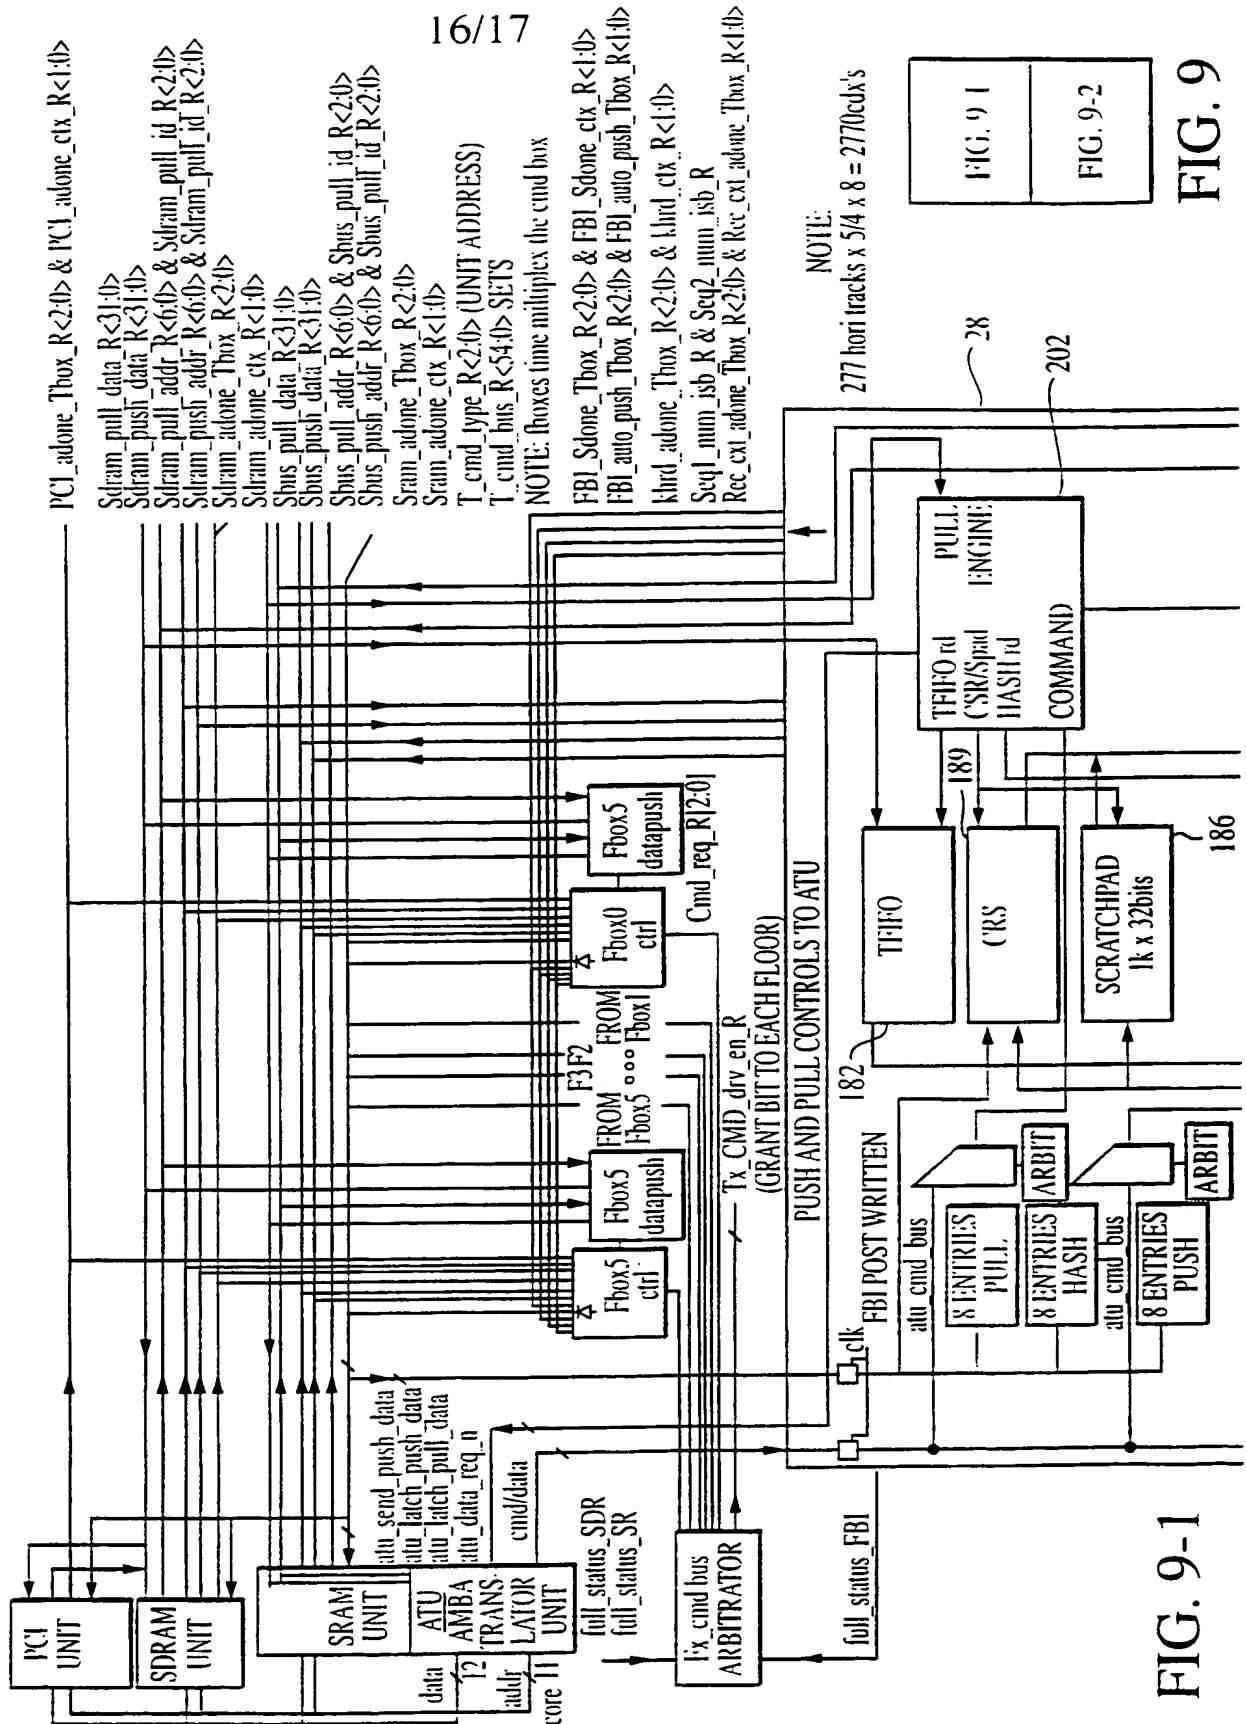 16/17
PCI_adone_Tbox_R<2:0> & PCI_adone_ctx_R<1:0>
Sdram_pull_data_R<31:0>
Sdram_push_data_R<31:0>
Sdram_pull_addr_R<6:0> & Sdram_pull_id_R<2:0>
Sdram_push_addr_R<6:0> & Sdram_pull_id_R<2:0>
Sdram_adone_Tbox_R<2:0>
Sdram_adone_ctx_R<1:0>
Sbus_pull_data_R<31:0>
Sbus_push_data_R<31:0>
Sbus_pull_addr_R<6:0> & Sbus_pull_id_R<2:0>
Sbus_push_addr_R<6:0> & Sbus_pull_id_R<2:0>
Sram_adone_Tbox_R<2:0>
Sram_adone_ctx_R<1:0>
T_cmd_type_R<2:0> (UNIT ADDRESS)
T_cmd_bus_R<54:0> SETS
NOTE: fboxes time miltiplex the cmd box
FBI_Sdone_Tbox_R<2:0> & FBI_Sdone_ctx_R<1:0>
FBI_auto_push_Tbox_R<2:0> & FBI_auto_push_Tbox_R<1:0>
khrd_adone_Tbox_R<2:0> & khrd_ctx_R<1:0>
Seq1_num_isb_R & Seq2_num_isb_R
Rec_cxt_adone_Tbox_R<2:0> & Rec_cxt_adone_Tbox_R<1:0>
NOTE:
277 hori tracks x 5/4 x 8 = 2770cdx's
PCI
UNIT
SDRAM
UNIT
SRAM
UNIT
ATU
AMBA
TRANS-
LATOR
UNIT
data
12
addr
core 11
atu_send_push_data
atu_latch_push_data
atu_latch_pull_data
atu_data_req_n
cmd/data
full_status_SDR
full_status_SR
Fx_cmd bus
ARBITRATOR
full_status_FBI
Fbox5
ctrl
Fbox5
datapush
FROM
Fbox5
F3
F2
FROM
Fbox1
Fbox0
ctrl
Fbox5
datapush
Cmd_req_R[2:0]
Tx_CMD_drv_en_R
(GRANT BIT TO EACH FLOOR)
PUSH AND PULL CONTROLS TO ATU
clk
FBI POST WRITTEN
atu_cmd_bus
8 ENTRIES
PULL
8 ENTRIES
HASH
ARBIT
atu_cmd_bus
8 ENTRIES
PUSH
ARBIT
182
TFIFO
189
CRS
SCRATCHPAD
1k x 32bits
186
TFIFO rd
CSR/Spad
HASH rd
PULL
ENGINE
COMMAND
28
202
FIG. 9-1
FIG. 9-2
FIG. 9
FIG. 9-1